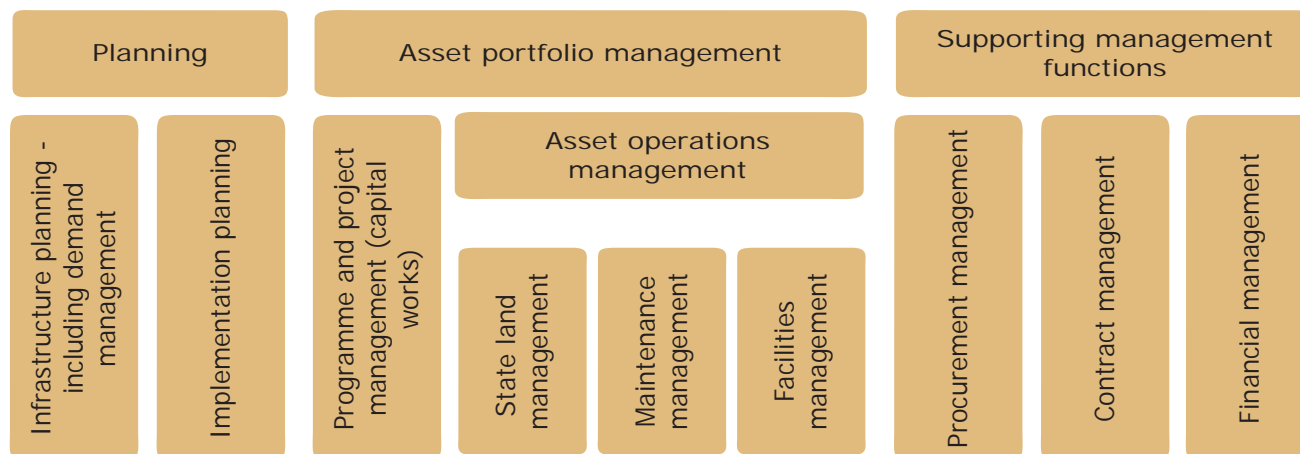 Planning
Asset portfolio management
Supporting management
functions
Infrastructure planning -
including demand
management
Implementation planning
Programme and project
management (capital
works)
Asset operations
management
State land
management
Maintenance
management
Facilities
management
Procurement management
Contract management
Financial management